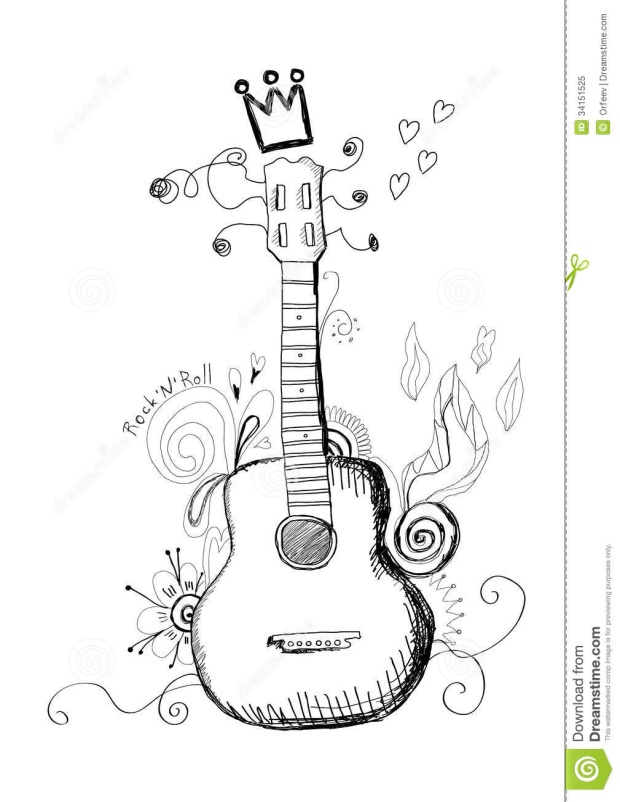 Rock'N'Roll
34151525
Orfeev | Dreamstime.com
Download from
Dreamstime.com
This watermarked comp image is for previewing purposes only.